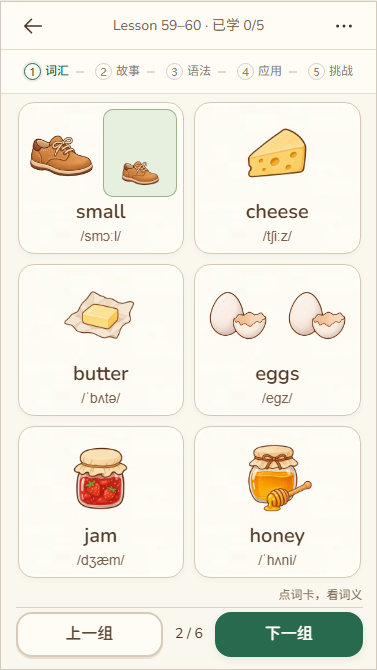 Lesson 59–60 · 已学 0/5
1 词汇 – 2 故事 – 3 语法 – 4 应用 – 5 挑战
small cheese
/smɔːl/ /tʃiːz/
butter eggs
/ˈbʌtə/ /egz/
jam honey
/dʒæm/ /ˈhʌni/
点词卡，看词义
上一组 2 / 6 下一组